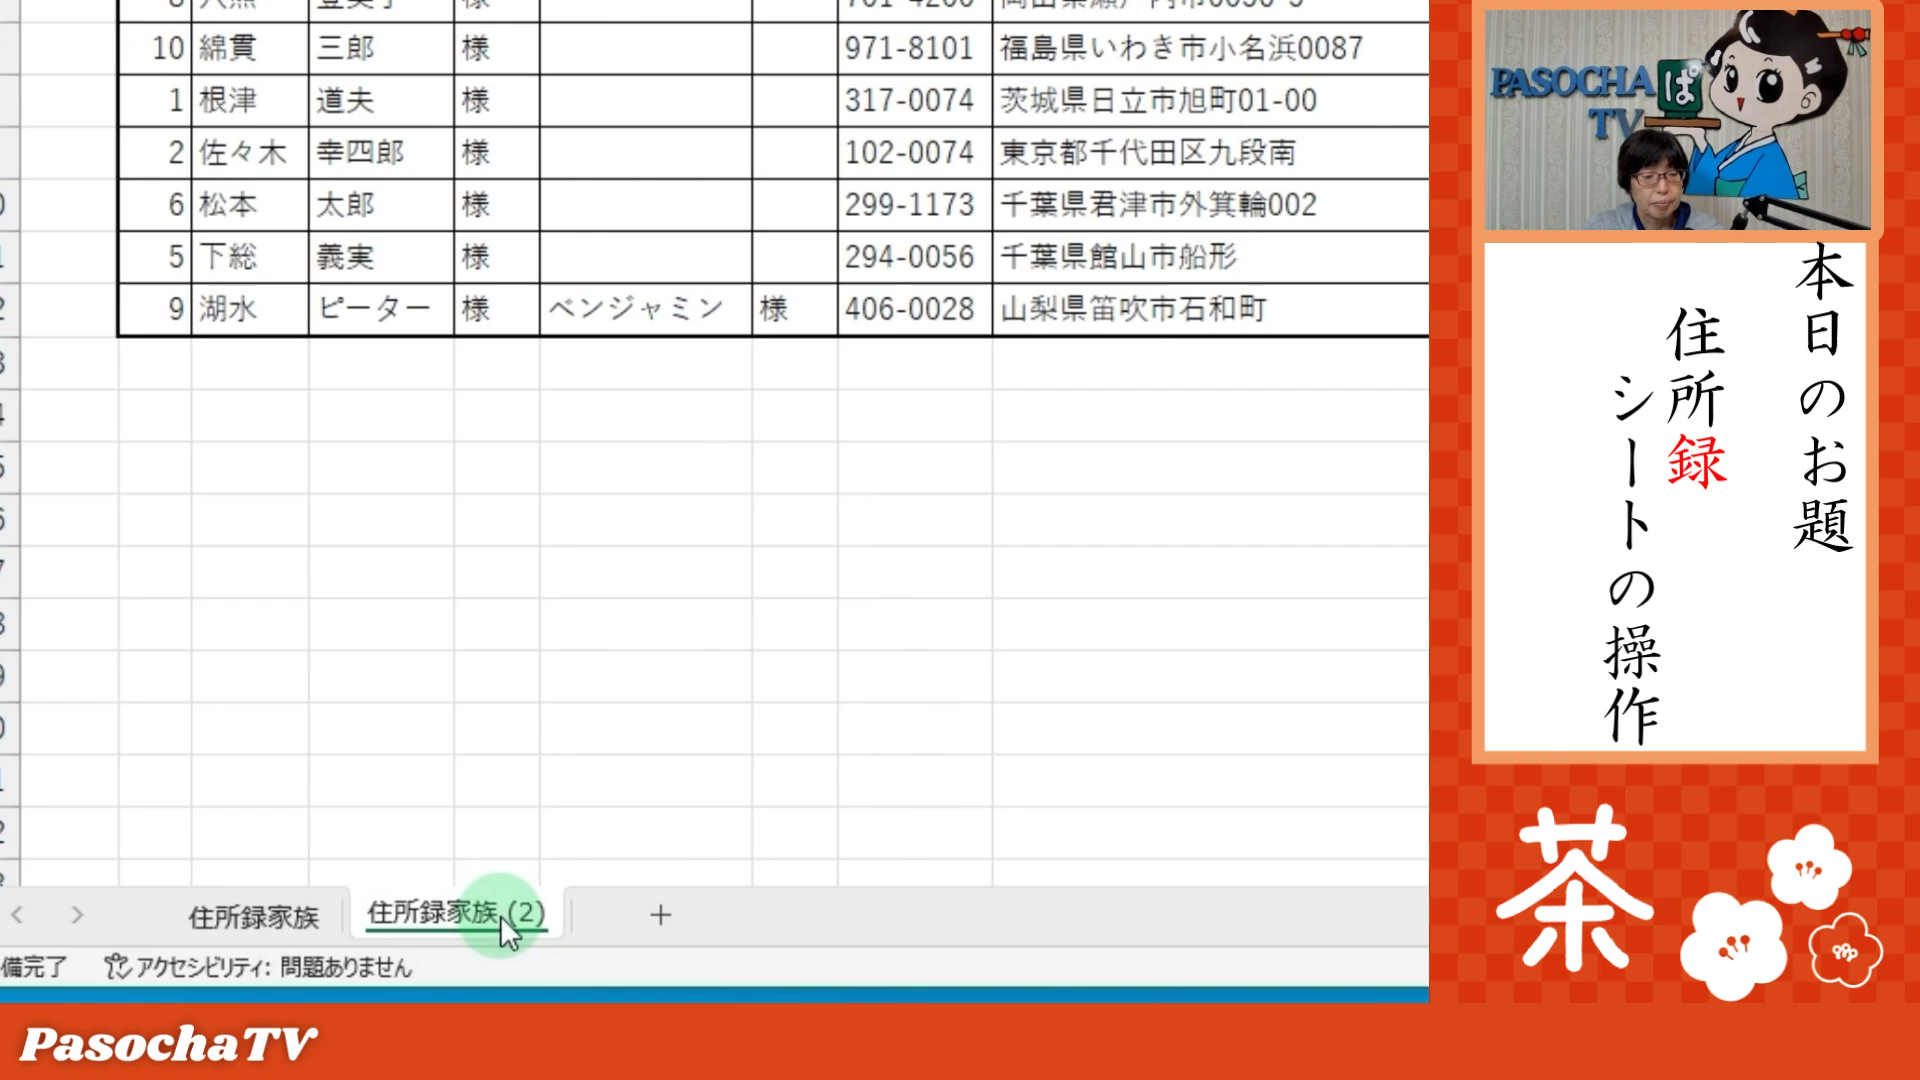 10 綿貫 三郎 様 971-8101 福島県いわき市小名浜0087
1 根津 道夫 様 317-0074 茨城県日立市旭町01-00
2 佐々木 幸四郎 様 102-0074 東京都千代田区九段南
6 松本 太郎 様 299-1173 千葉県君津市外箕輪002
5 下総 義実 様 294-0056 千葉県館山市船形
9 湖水 ピーター 様 ベンジャミン 様 406-0028 山梨県笛吹市石和町
住所録家族 住所録家族 (2) +
備完了 アクセシビリティ: 問題ありません
PasochaTV
PASOCHA
ぱ
TV
本日のお題
住所録
シートの操作
茶